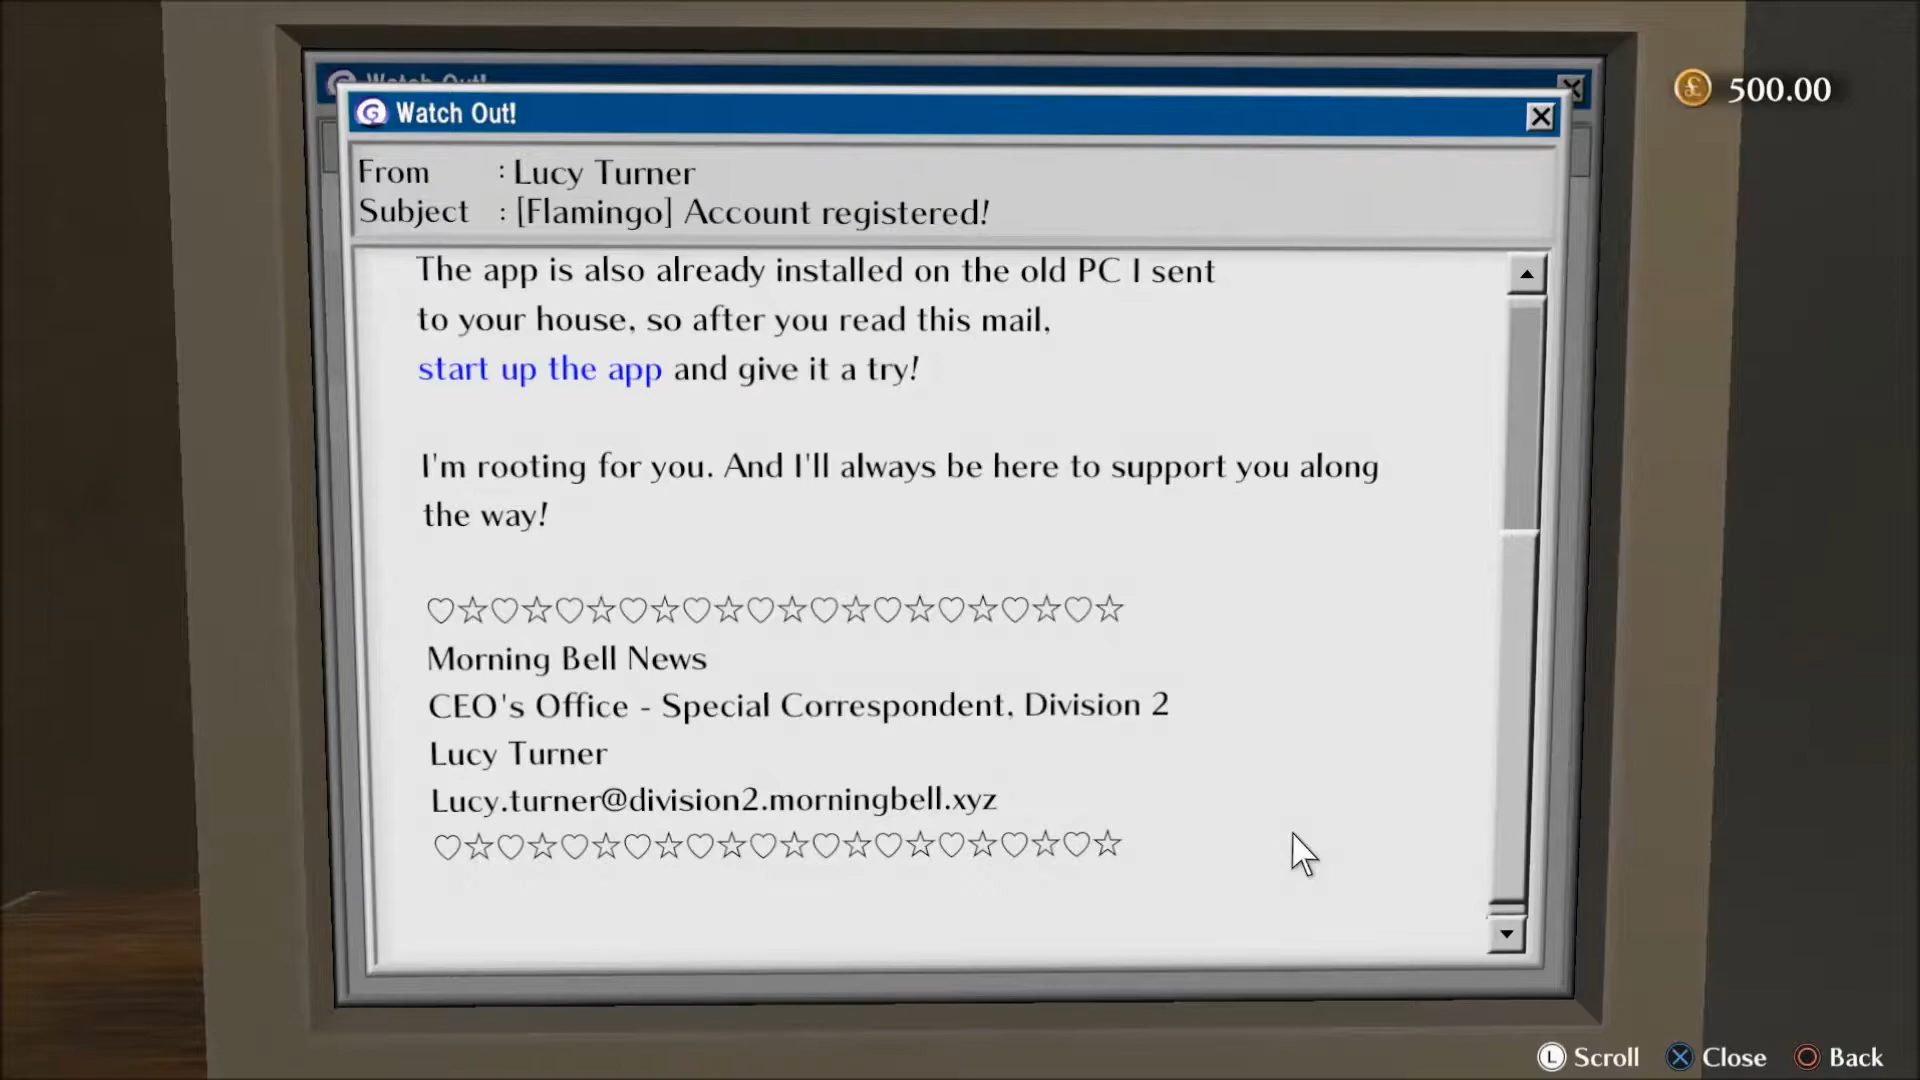 Watch Out!
500.00
Watch Out!
From : Lucy Turner
Subject : [Flamingo] Account registered!
The app is also already installed on the old PC I sent
to your house, so after you read this mail,
start up the app and give it a try!
I'm rooting for you. And I'll always be here to support you along
the way!
♡☆♡☆♡☆♡☆♡☆♡☆♡☆♡☆♡☆♡☆♡☆
Morning Bell News
CEO's Office - Special Correspondent, Division 2
Lucy Turner
Lucy.turner@division2.morningbell.xyz
♡☆♡☆♡☆♡☆♡☆♡☆♡☆♡☆♡☆♡☆♡☆
L Scroll Close Back